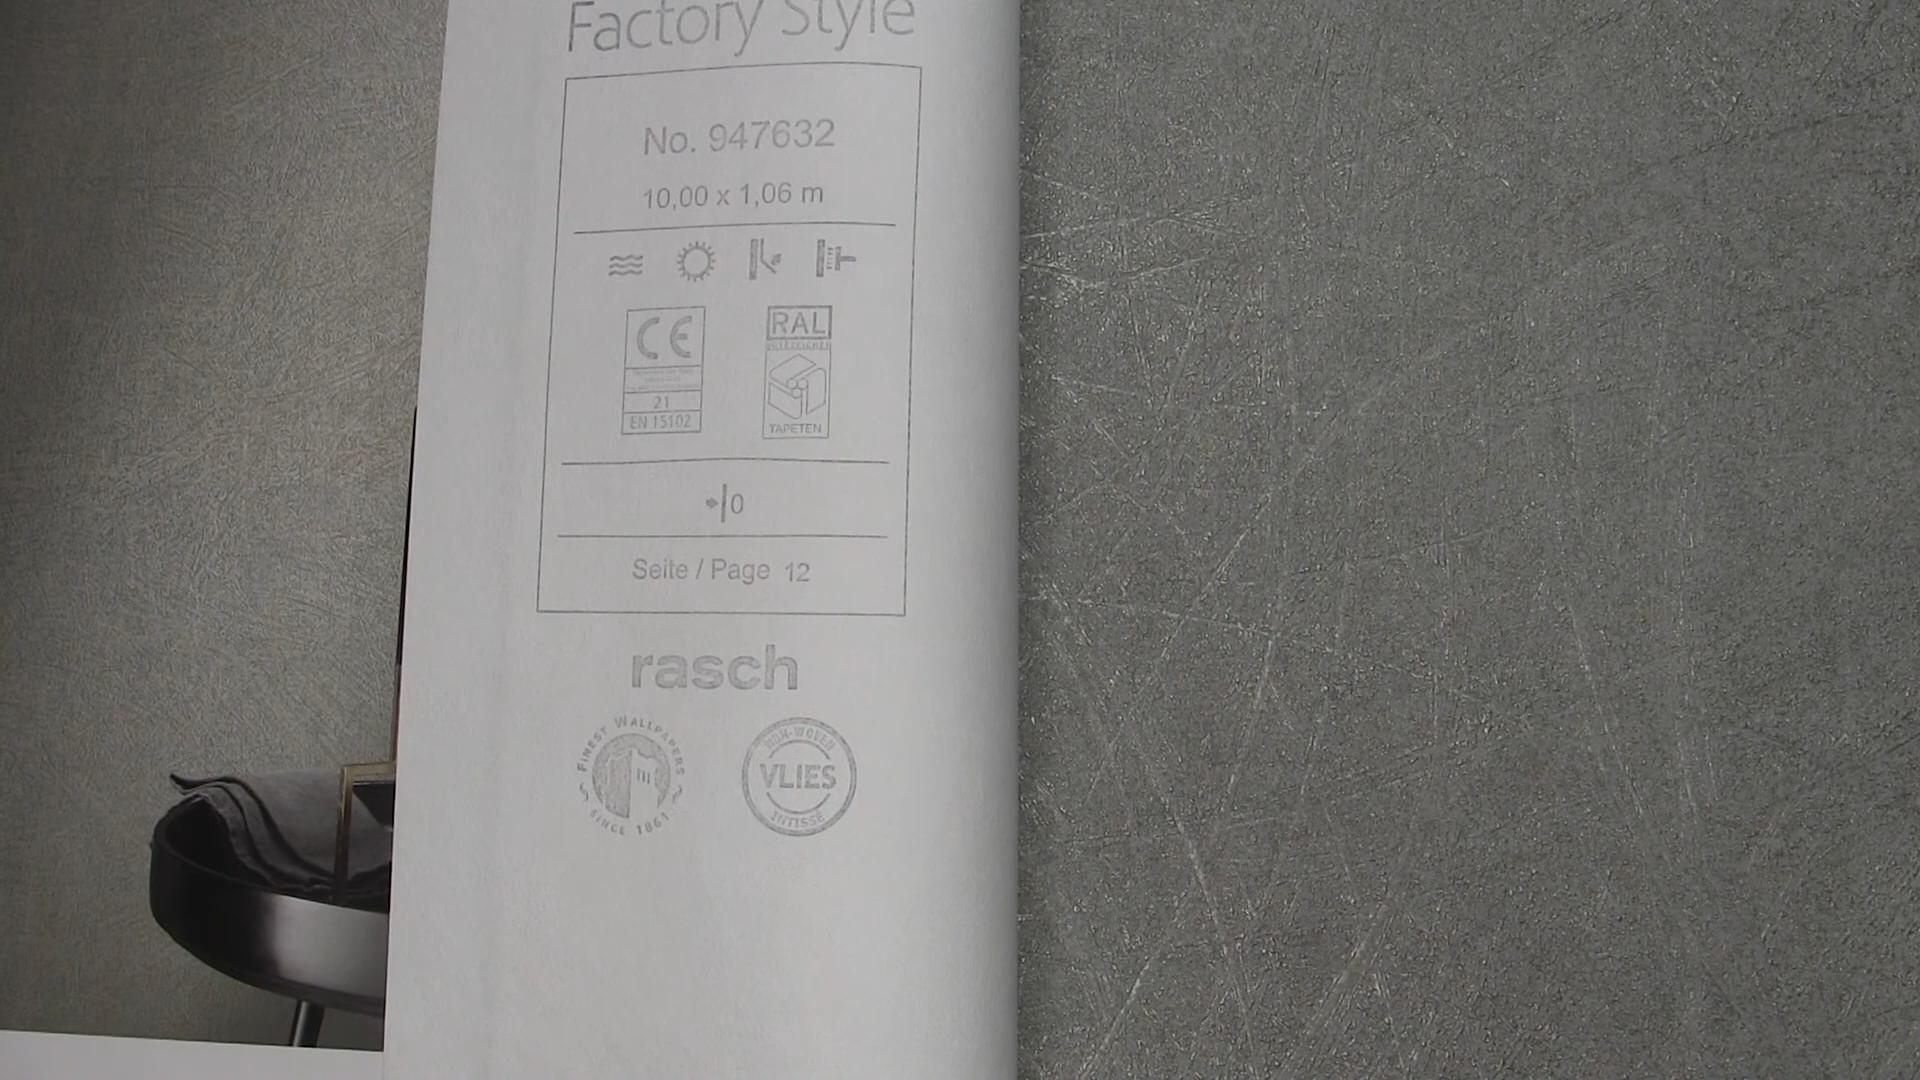 Factory Style
No. 947632
10,00 x 1,06 m
CE
RAL
GÜTEZEICHEN
21
EN 15102
TAPETEN
0
Seite / Page 12
rasch
FINEST WALLPAPERS
SINCE 1861
NON-WOVEN
VLIES
INTISSÉ